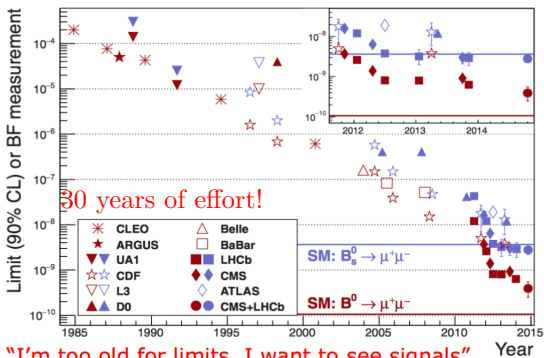 Limit (90% CL) or BF measurement
10⁻⁴
10⁻⁵
10⁻⁶
10⁻⁷
10⁻⁸
10⁻⁹
10⁻¹⁰
10⁻⁸
10⁻⁹
10⁻¹⁰
2012 2013 2014
30 years of effort!
CLEO Belle
ARGUS BaBar
UA1 LHCb
CDF CMS
L3 ATLAS
D0 CMS+LHCb
SM: B⁰ₛ → μ⁺μ⁻
SM: B⁰ → μ⁺μ⁻
1985 1990 1995 2000 2005 2010 2015
Year
"I'm too old for limits, I want to see signals"